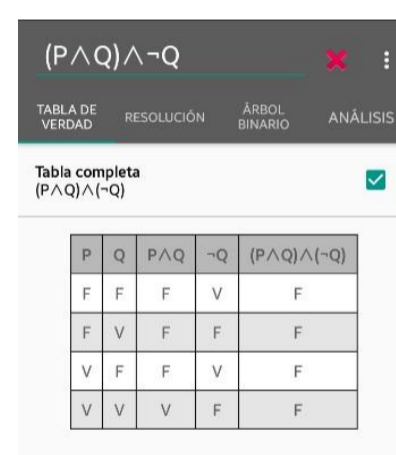 (P∧Q)∧¬Q
TABLA DE VERDAD
RESOLUCIÓN
ÁRBOL BINARIO
ANÁLISIS
Tabla completa
(P∧Q)∧(¬Q)
P Q P∧Q ¬Q (P∧Q)∧(¬Q)
F F F V F
F V F F F
V F F V F
V V V F F